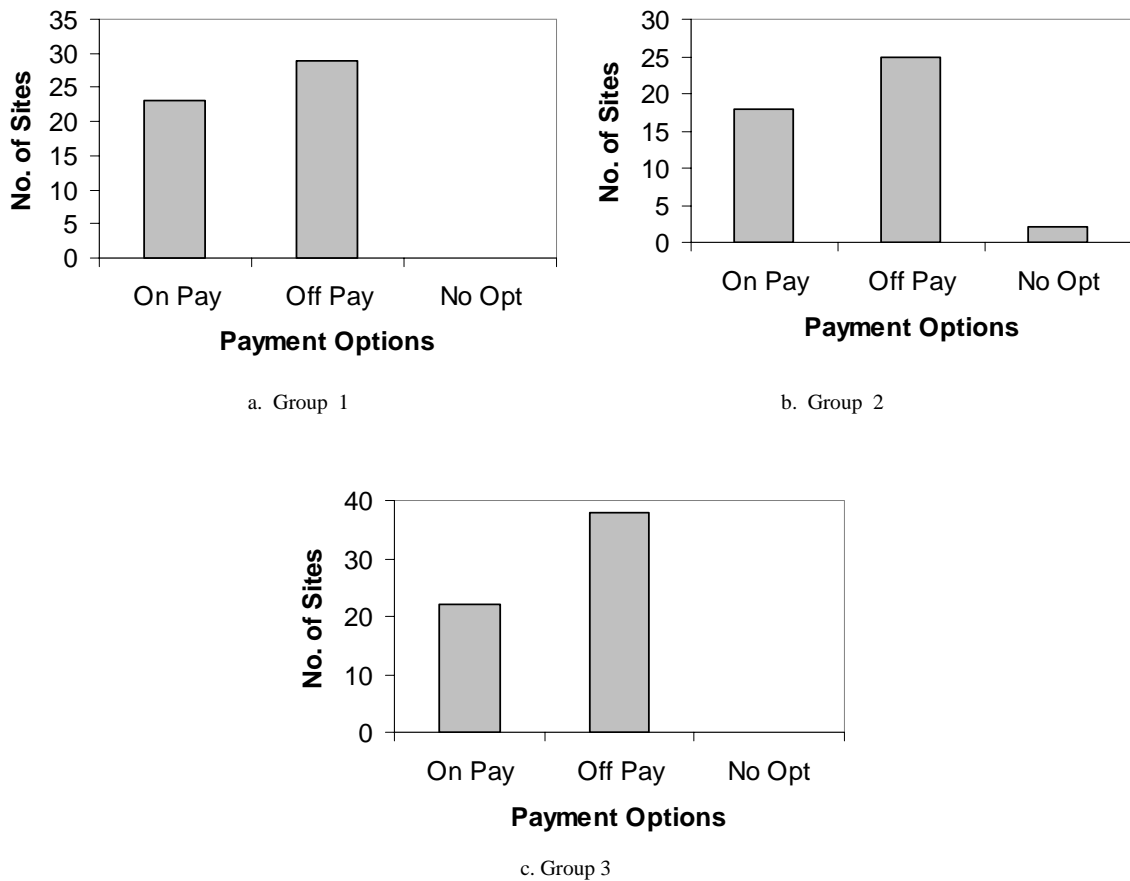 35
30
25
20
15
10
5
0
No. of Sites
On Pay Off Pay No Opt
Payment Options
a. Group 1
30
25
20
15
10
5
0
No. of Sites
On Pay Off Pay No Opt
Payment Options
b. Group 2
40
30
20
10
0
No. of Sites
On Pay Off Pay No Opt
Payment Options
c. Group 3